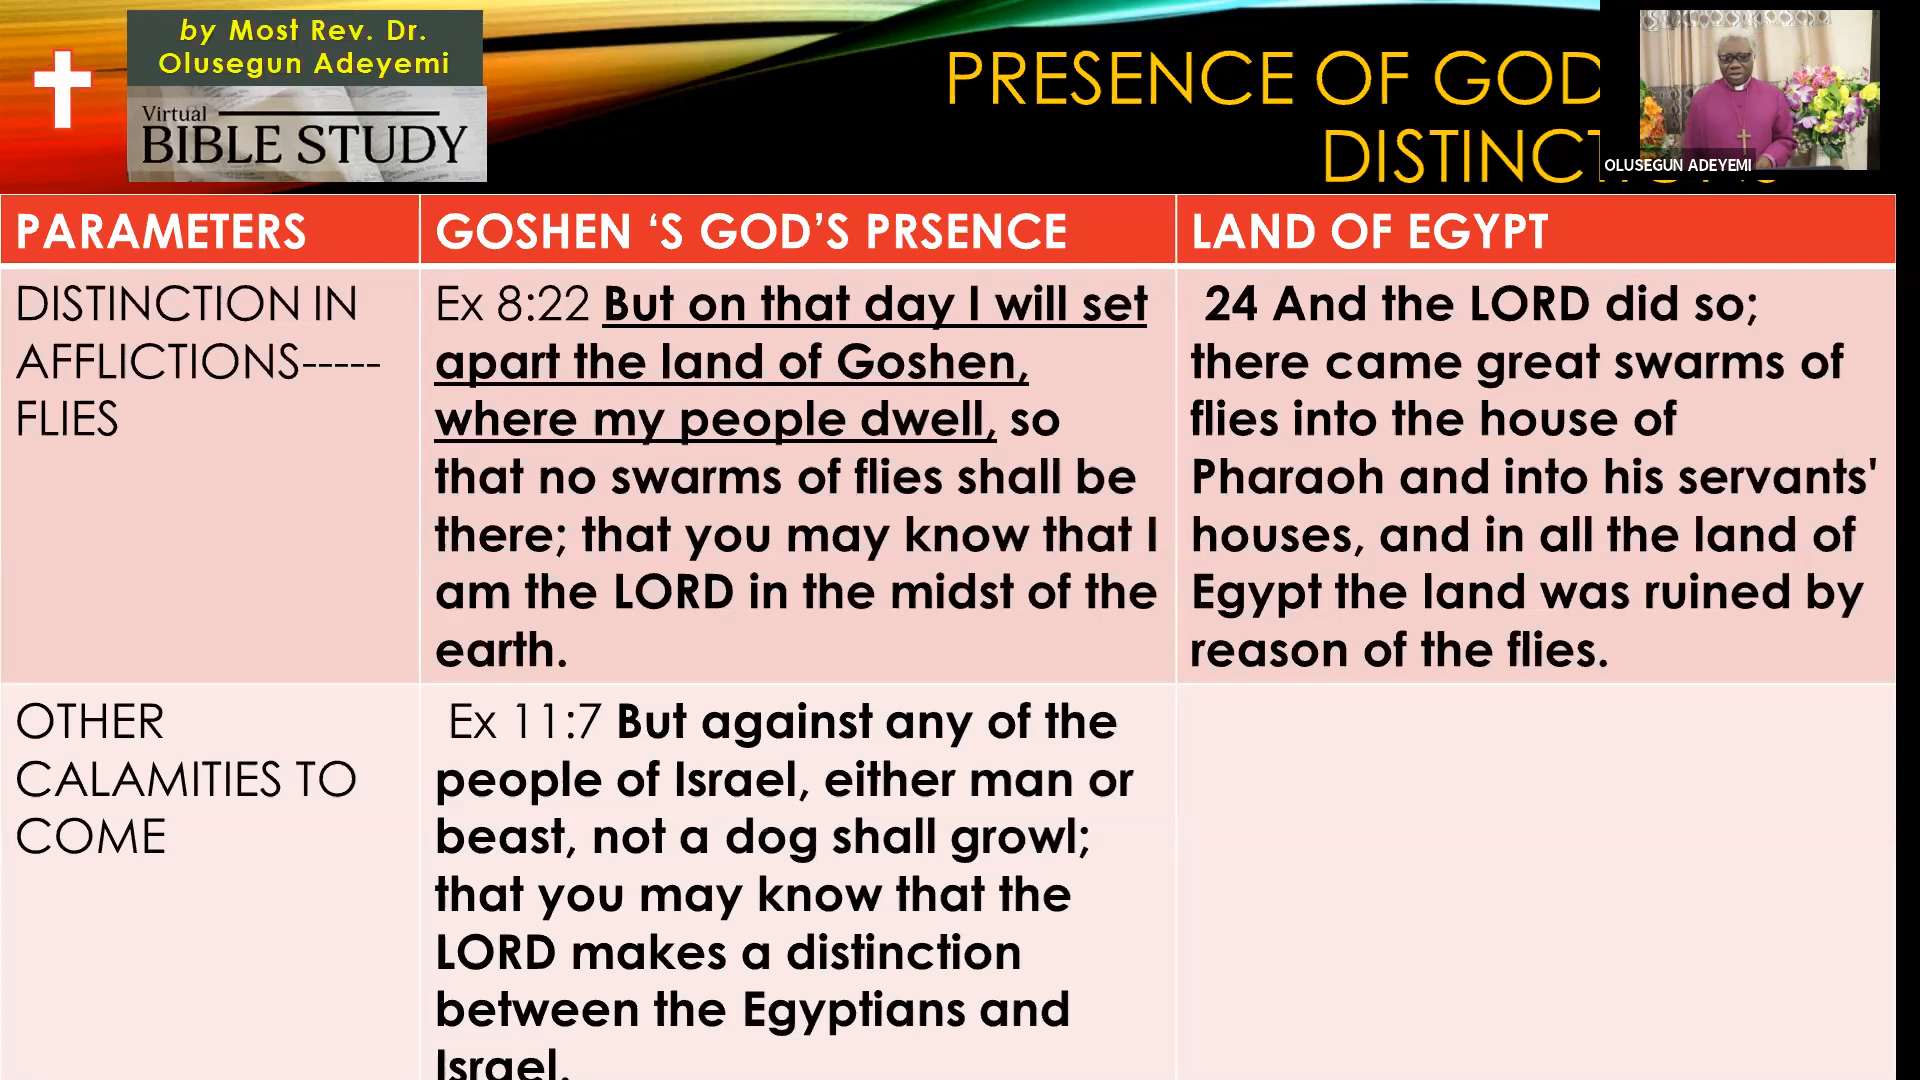 by Most Rev. Dr.
Olusegun Adeyemi
Virtual
BIBLE STUDY
PRESENCE OF GOD
OLUSEGUN ADEYEMI
PARAMETERS
GOSHEN ‘S GOD’S PRSENCE
LAND OF EGYPT
DISTINCTION IN
AFFLICTIONS-----
FLIES
Ex 8:22 But on that day I will set
apart the land of Goshen,
where my people dwell, so
that no swarms of flies shall be
there; that you may know that I
am the LORD in the midst of the
earth.
24 And the LORD did so;
there came great swarms of
flies into the house of
Pharaoh and into his servants'
houses, and in all the land of
Egypt the land was ruined by
reason of the flies.
OTHER
CALAMITIES TO
COME
Ex 11:7 But against any of the
people of Israel, either man or
beast, not a dog shall growl;
that you may know that the
LORD makes a distinction
between the Egyptians and
Israel.